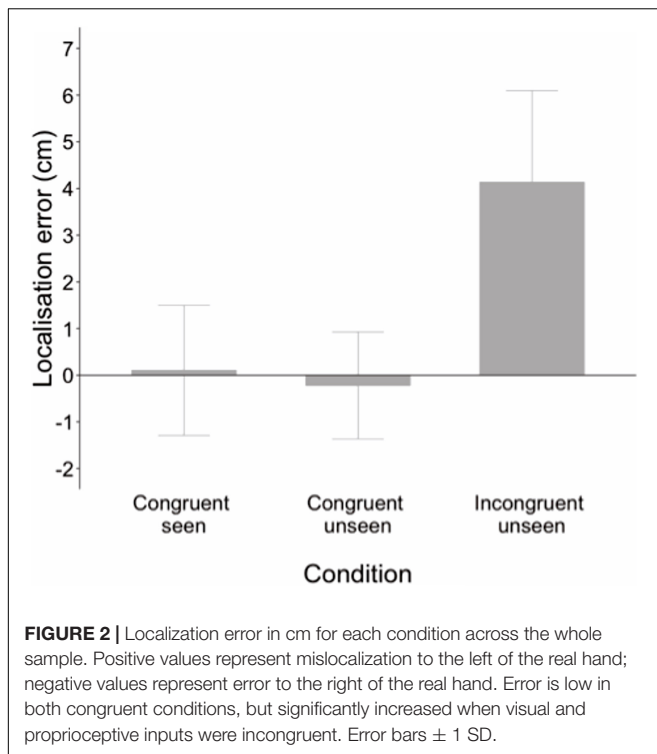 7
6
5
4
3
2
1
0
-1
-2
Localisation error (cm)
Congruent seen
Congruent unseen
Incongruent unseen
Condition
FIGURE 2 | Localization error in cm for each condition across the whole
sample. Positive values represent mislocalization to the left of the real hand;
negative values represent error to the right of the real hand. Error is low in
both congruent conditions, but significantly increased when visual and
proprioceptive inputs were incongruent. Error bars ± 1 SD.